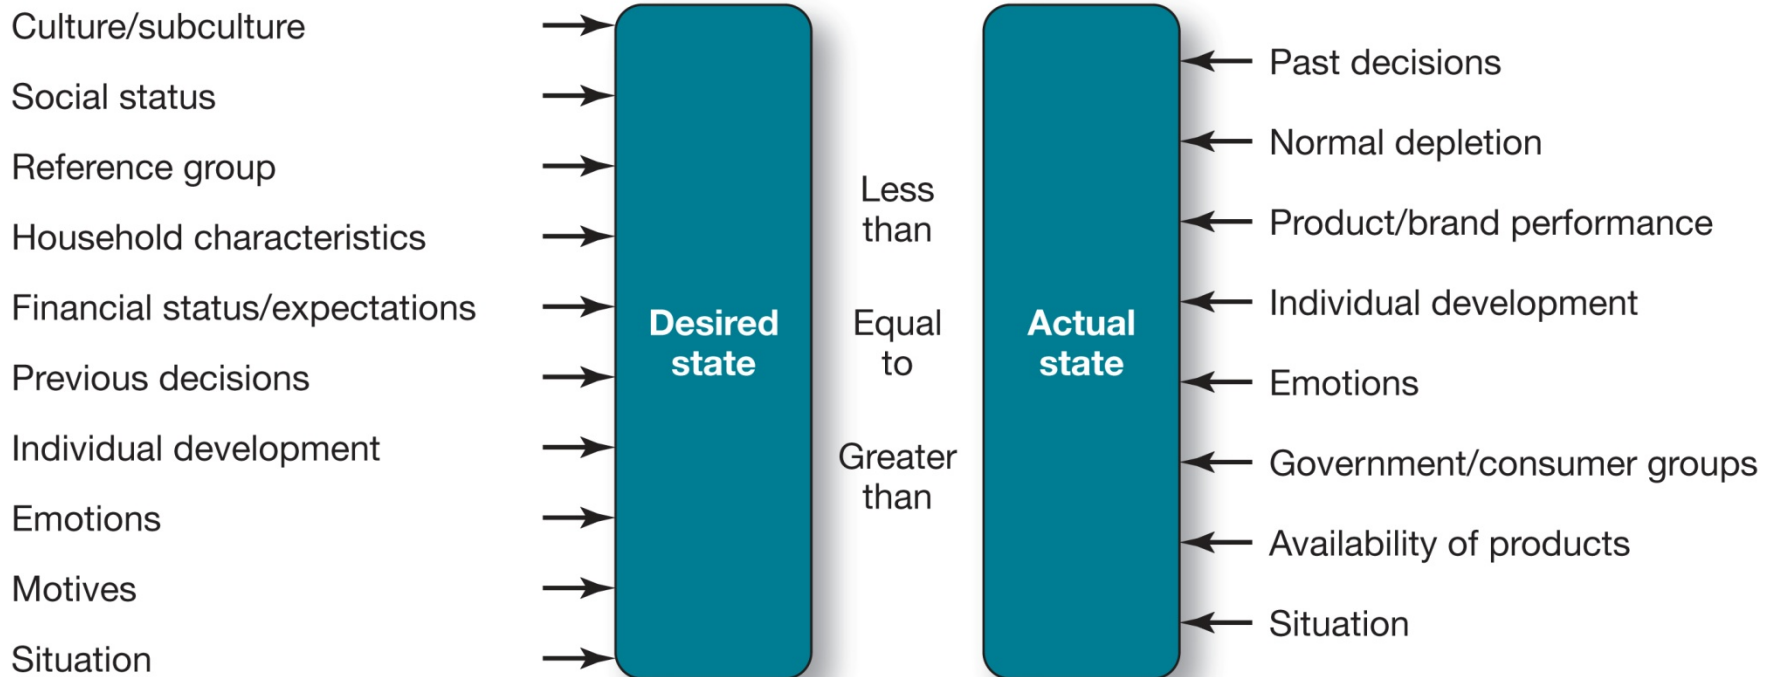 Culture/subculture
Social status
Reference group
Household characteristics
Financial status/expectations
Previous decisions
Individual development
Emotions
Motives
Situation
Desired
state
Less
than
Equal
to
Greater
than
Actual
state
Past decisions
Normal depletion
Product/brand performance
Individual development
Emotions
Government/consumer groups
Availability of products
Situation